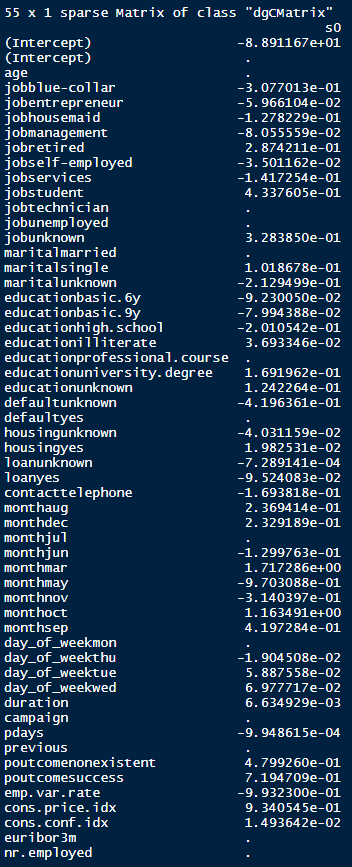 55 x 1 sparse Matrix of class "dgCMatrix"
s0
(Intercept) -8.891167e+01
(Intercept) .
age .
jobblue-collar -3.077013e-01
jobentrepreneur -5.966104e-02
jobhousemaid -1.278229e-01
jobmanagement -8.055559e-02
jobretired 2.874211e-01
jobself-employed -3.501162e-02
jobservices -1.417254e-01
jobstudent 4.337605e-01
jobtechnician .
jobunemployed .
jobunknown 3.283850e-01
maritalmarried .
maritalsingle 1.018678e-01
maritalunknown -2.129499e-01
educationbasic.6y -9.230050e-02
educationbasic.9y -7.994388e-02
educationhigh.school -2.010542e-01
educationilliterate 3.693346e-02
educationprofessional.course .
educationuniversity.degree 1.691962e-01
educationunknown 1.242264e-01
defaultunknown -4.196361e-01
defaultyes .
housingunknown -4.031159e-02
housingyes 1.982531e-02
loanunknown -7.289141e-04
loanyes -9.524083e-02
contacttelephone -1.693818e-01
monthaug 2.369414e-01
monthdec 2.329189e-01
monthjul .
monthjun -1.299763e-01
monthmar 1.717286e+00
monthmay -9.703088e-01
monthnov -3.140397e-01
monthoct 1.163491e+00
monthsep 4.197284e-01
day_of_weekmon .
day_of_weekthu -1.904508e-02
day_of_weektue 5.887558e-02
day_of_weekwed 6.977717e-02
duration 6.634929e-03
campaign .
pdays -9.948615e-04
previous .
poutcomenonexistent 4.799260e-01
poutcomesuccess 7.194709e-01
emp.var.rate -9.932300e-01
cons.price.idx 9.340545e-01
cons.conf.idx 1.493642e-02
euribor3m .
nr.employed .